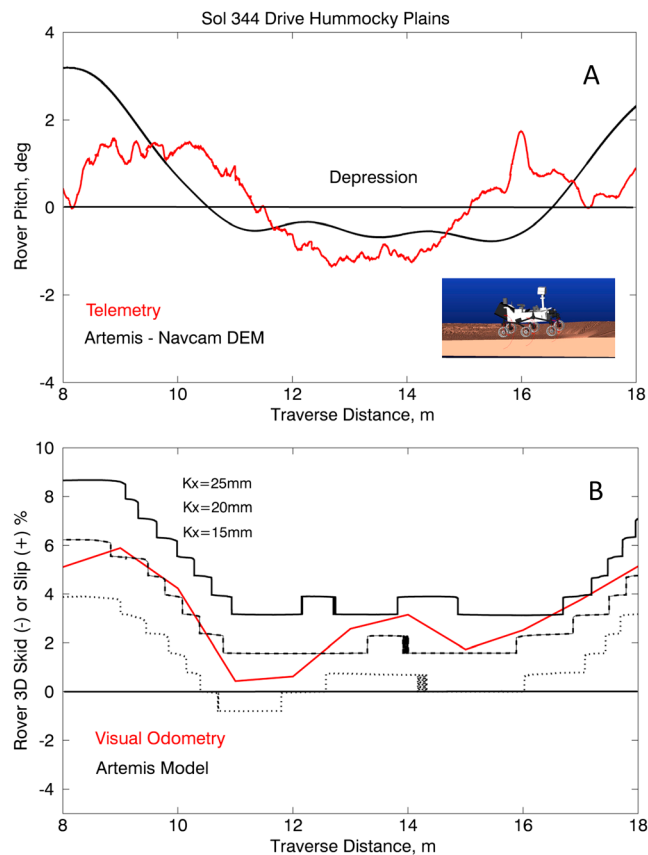 Sol 344 Drive Hummocky Plains
4
2
0
-2
-4
Rover Pitch, deg
A
Depression
Telemetry
Artemis - Navcam DEM
8
10
12
14
16
18
Traverse Distance, m
10
8
6
4
2
0
-2
-4
Rover 3D Skid (-) or Slip (+) %
Kx=25mm
Kx=20mm
Kx=15mm
B
Visual Odometry
Artemis Model
8
10
12
14
16
18
Traverse Distance, m